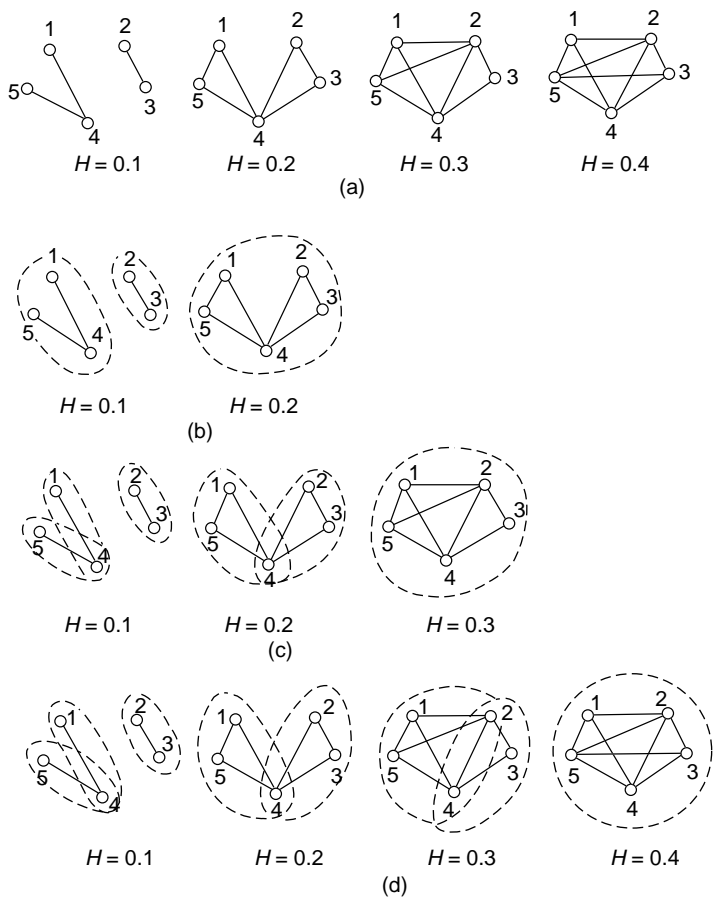 1 2 1 2 1 2 1 2
5 3 5 3 5 3 5 3
4 4 4 4
H = 0.1 H = 0.2 H = 0.3 H = 0.4
(a)
1 2 1 2
5 4 3 5 3
4
H = 0.1 H = 0.2
(b)
1 2 1 2 1 2
5 4 3 5 3 5 3
4 4
H = 0.1 H = 0.2 H = 0.3
(c)
1 2 1 2 1 2 1 2
5 3 5 3 5 3 5 3
4 4 4 4
H = 0.1 H = 0.2 H = 0.3 H = 0.4
(d)